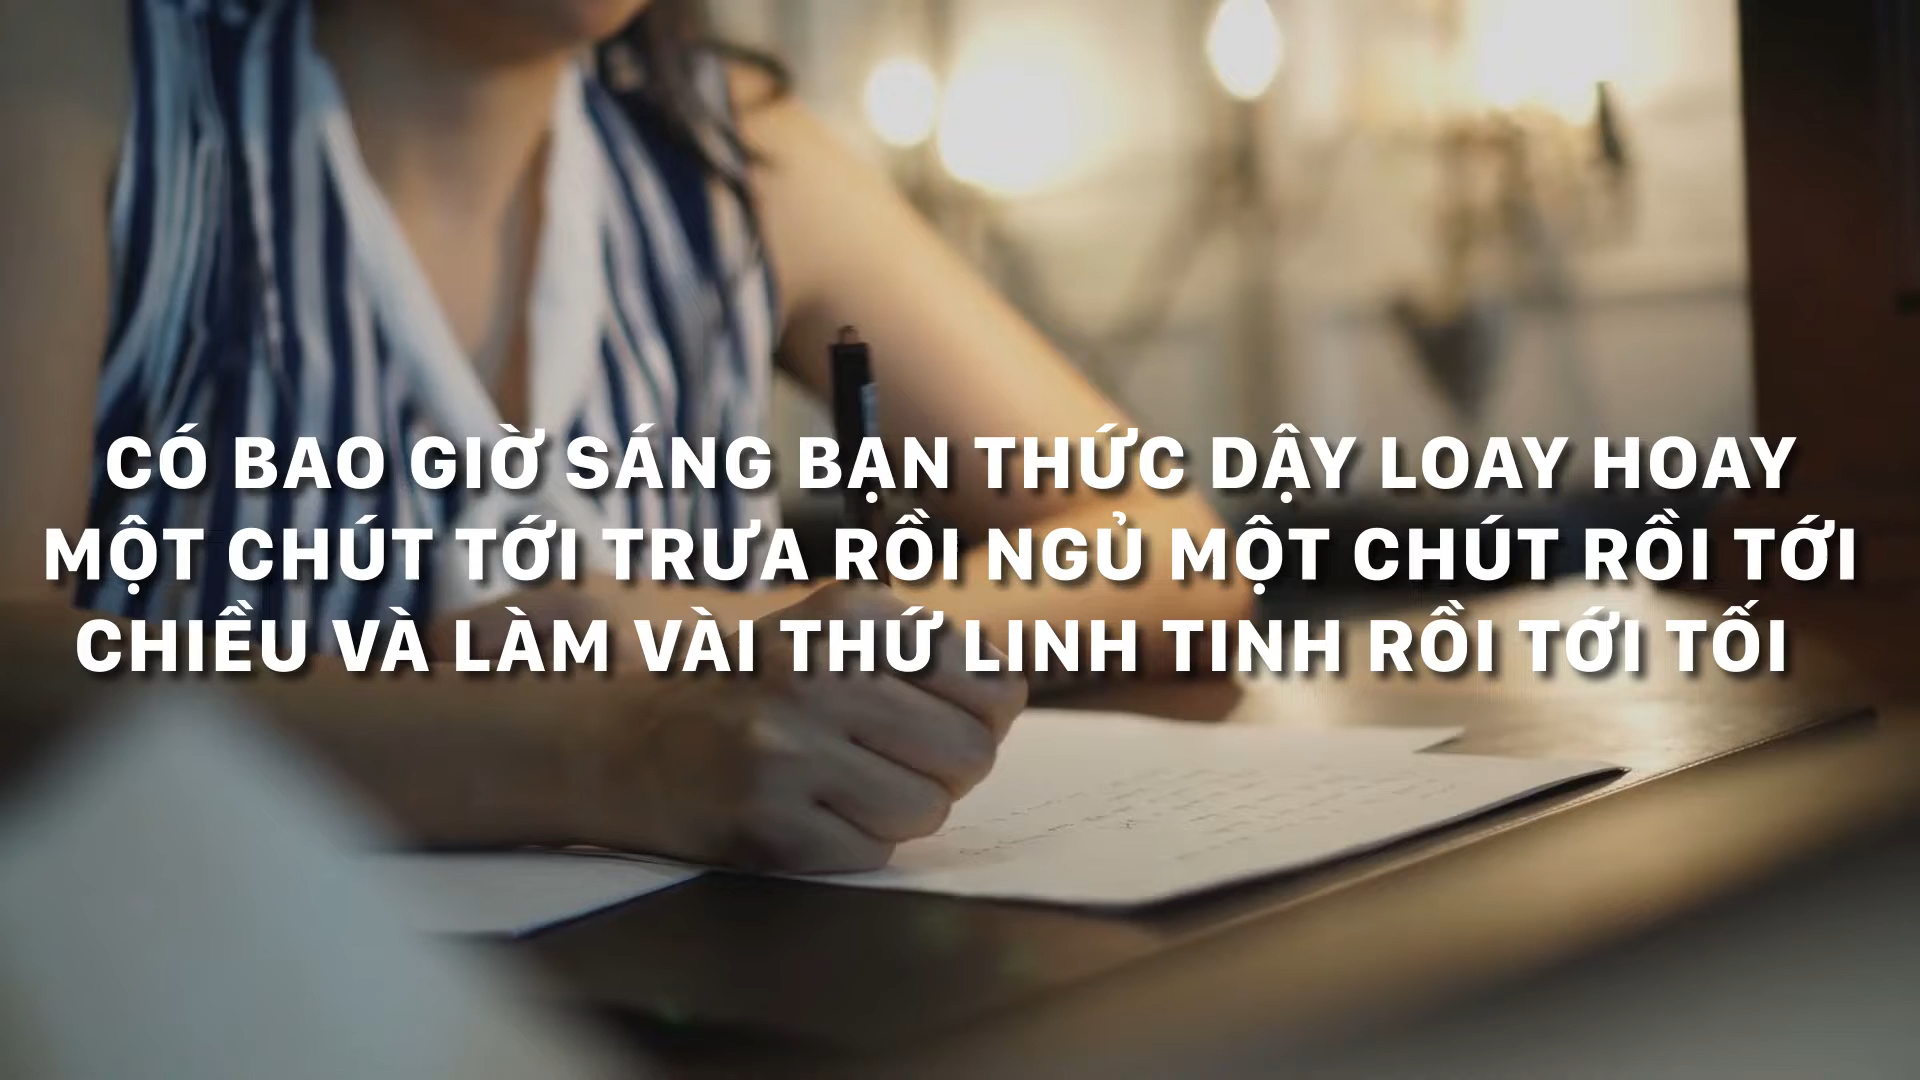 CÓ BAO GIỜ SÁNG BẠN THỨC DẬY LOAY HOAY
MỘT CHÚT TỚI TRƯA RỒI NGỦ MỘT CHÚT RỒI TỚI
CHIỀU VÀ LÀM VÀI THỨ LINH TINH RỒI TỚI TỐI